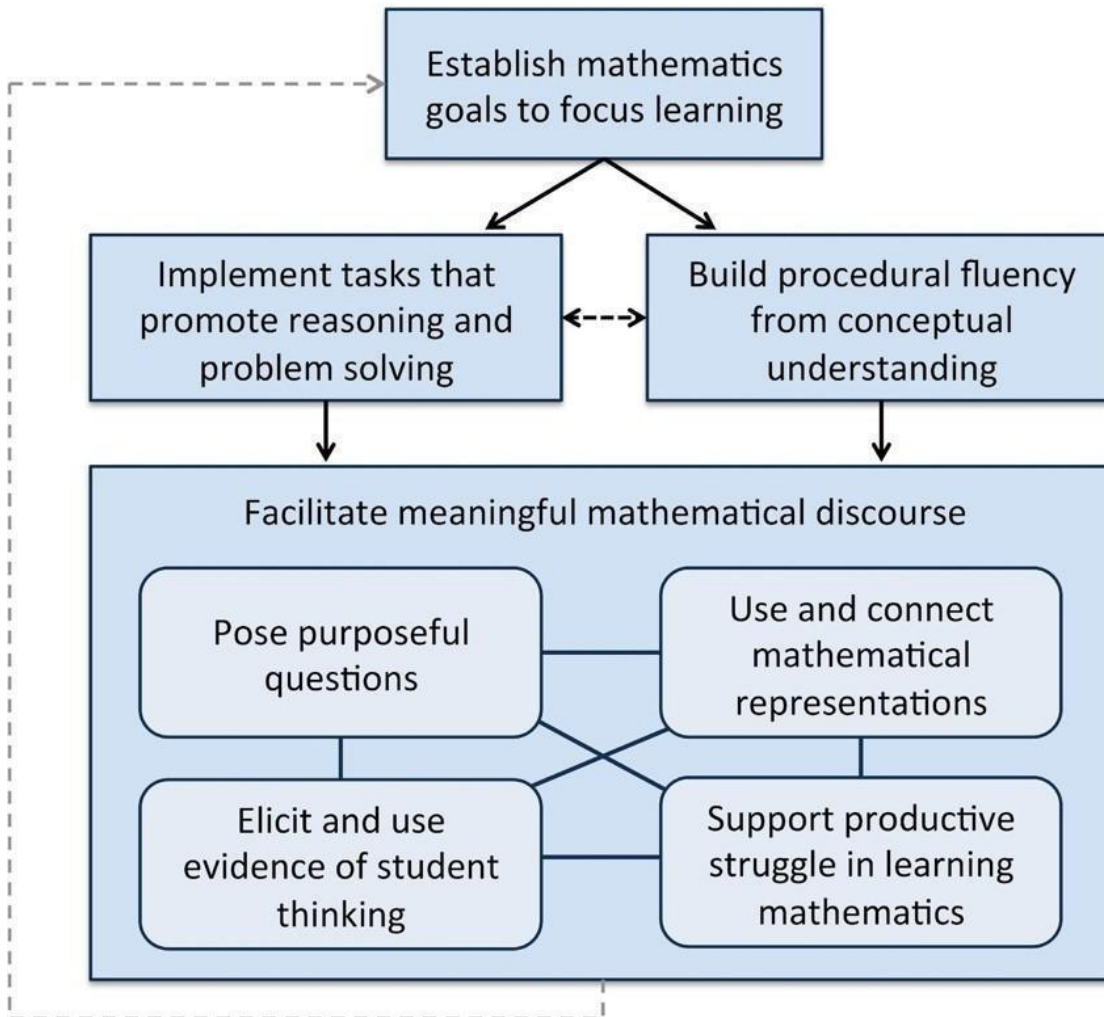 Establish mathematics
goals to focus learning
Implement tasks that
promote reasoning and
problem solving
Build procedural fluency
from conceptual
understanding
Facilitate meaningful mathematical discourse
Pose purposeful
questions
Use and connect
mathematical
representations
Elicit and use
evidence of student
thinking
Support productive
struggle in learning
mathematics